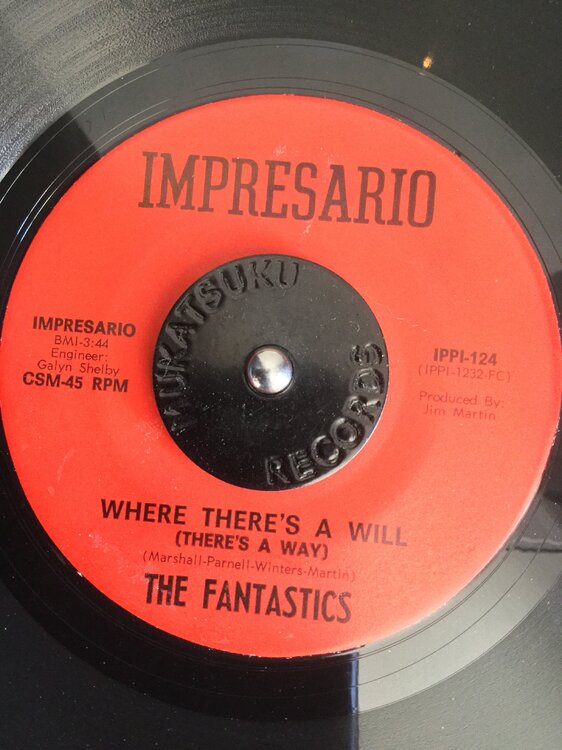 IMPRESARIO
MUKATSUKU
RECORDS
IMPRESARIO
BMI-3:44
Engineer:
Galyn Shelby
CSM-45 RPM
IPPI-124
(IPPI-1232-FC)
Produced By:
Jim Martin
WHERE THERE'S A WILL
(THERE'S A WAY)
(Marshall-Parnell-Winters-Martin)
THE FANTASTICS